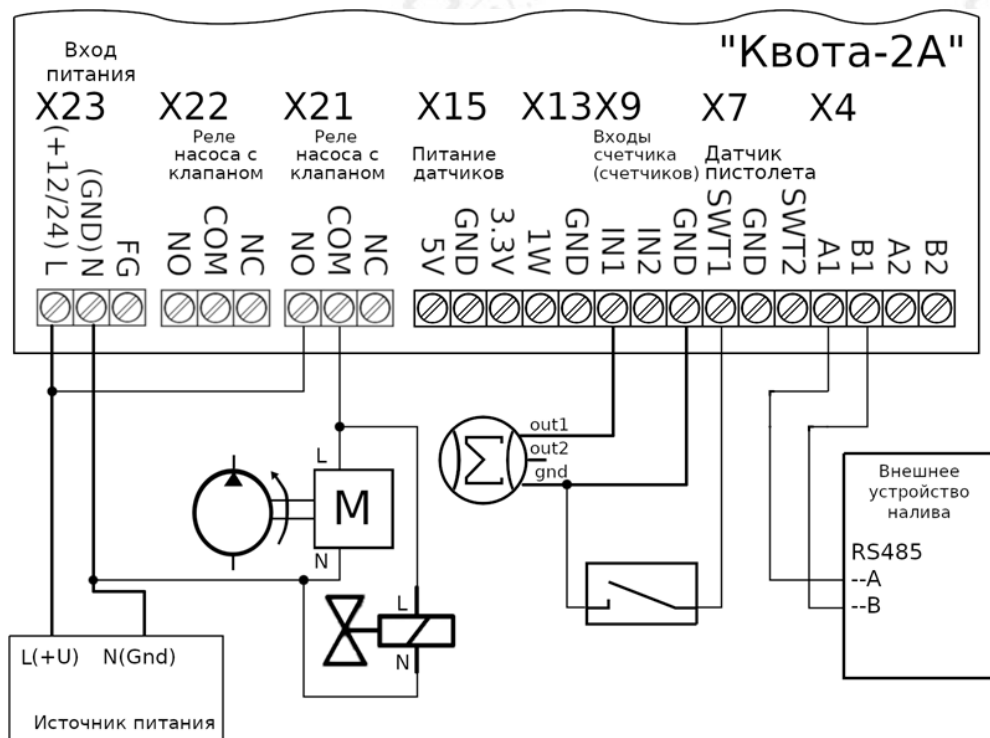 "Квота-2А"
Вход
питания
X23
X22
X21
X15
X13
X9
X7
X4
Реле
насоса с
клапаном
Реле
насоса с
клапаном
Питание
датчиков
Входы
счетчика
(счетчиков)
Датчик
пистолета
(+12/24) L
(GND)N
FG
NO
COM
NC
NO
COM
NC
5V
GND
3.3V
1W
GND
IN1
IN2
GND
SWT1
GND
SWT2
A1
B1
A2
B2
out1
out2
gnd
L
M
N
L
N
Внешнее
устройство
налива
RS485
--A
--B
L(+U) N(Gnd)
Источник питания